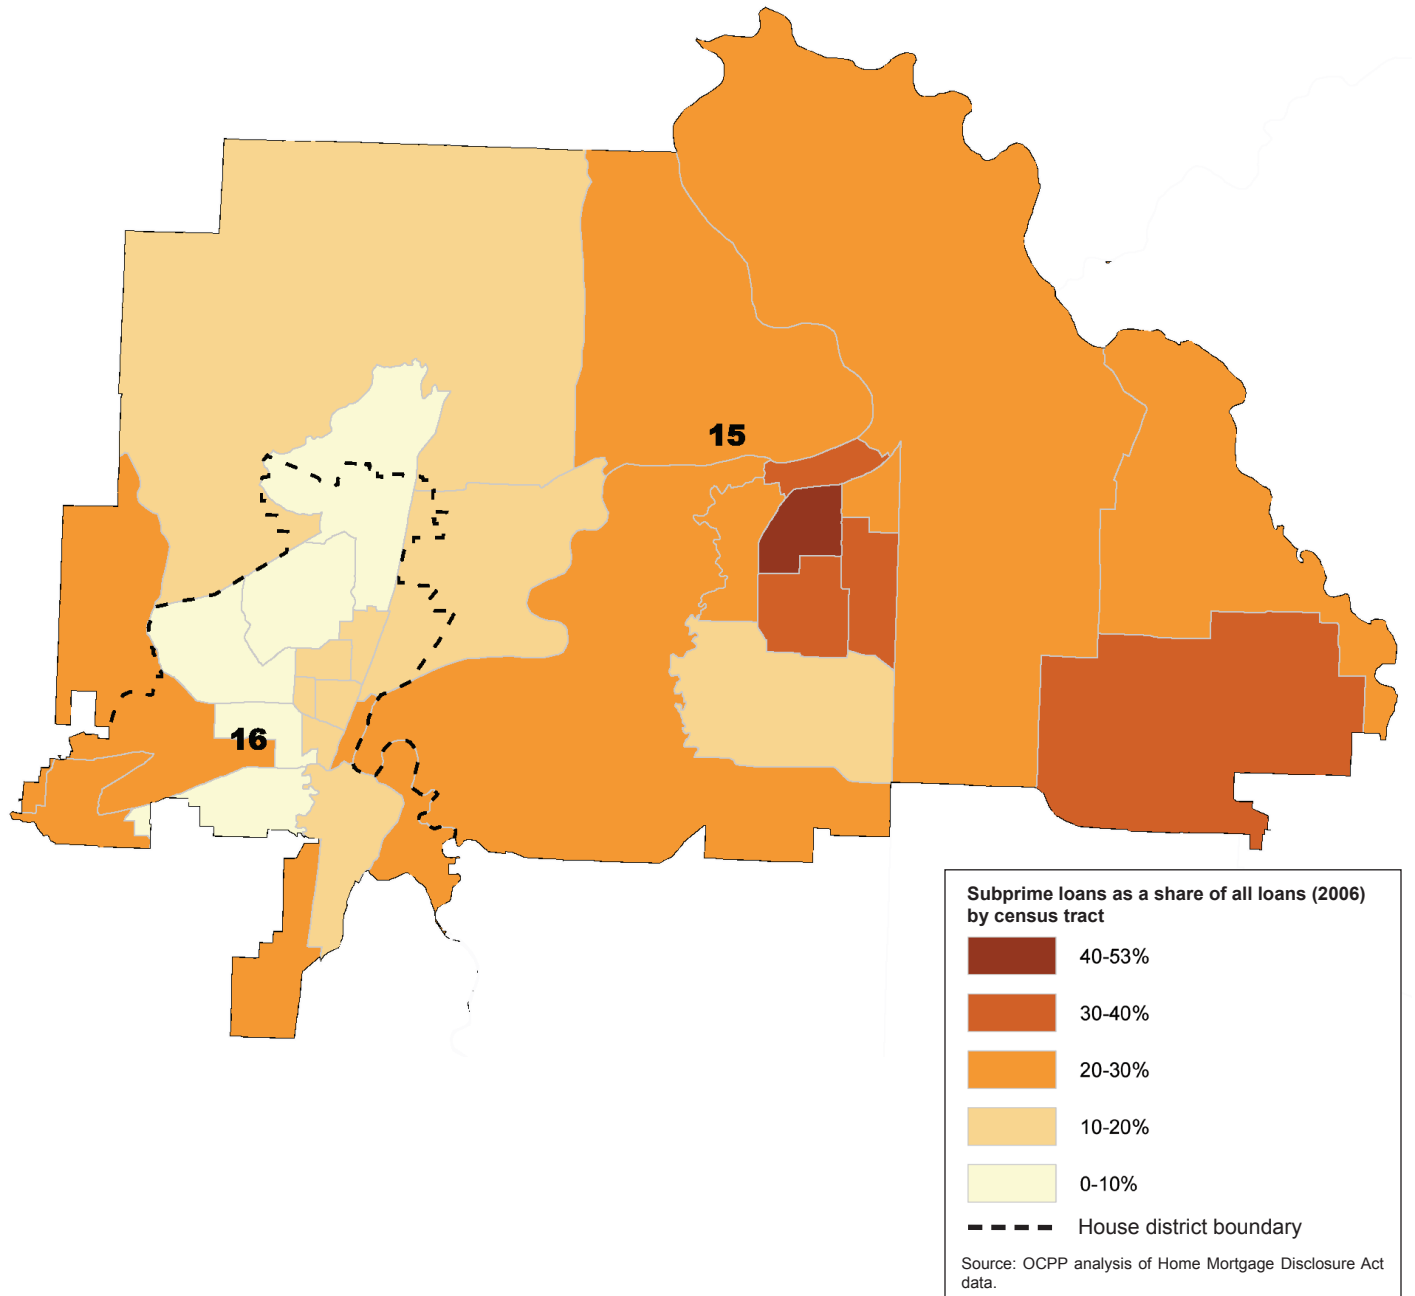 15
16
Subprime loans as a share of all loans (2006)
by census tract
40-53%
30-40%
20-30%
10-20%
0-10%
House district boundary
Source: OCPP analysis of Home Mortgage Disclosure Act
data.